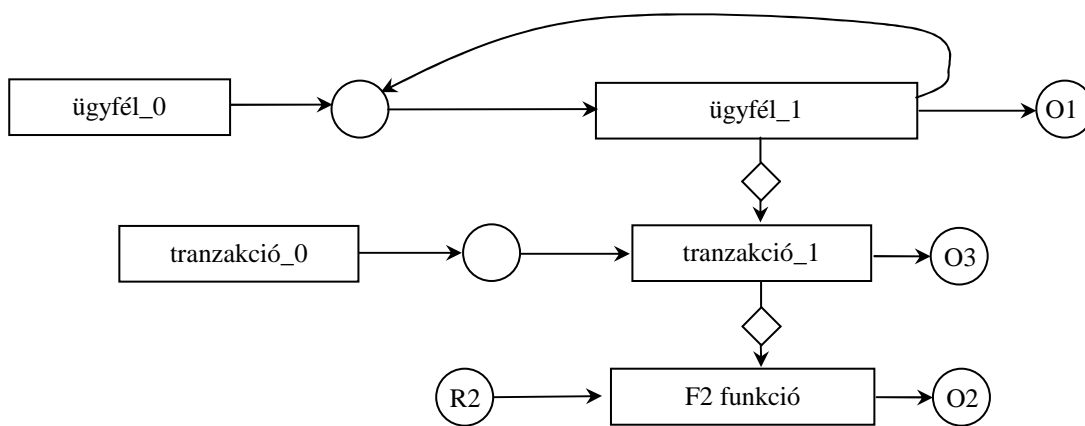 ügyfél_0
ügyfél_1
O1
tranzakció_0
tranzakció_1
O3
R2
F2 funkció
O2